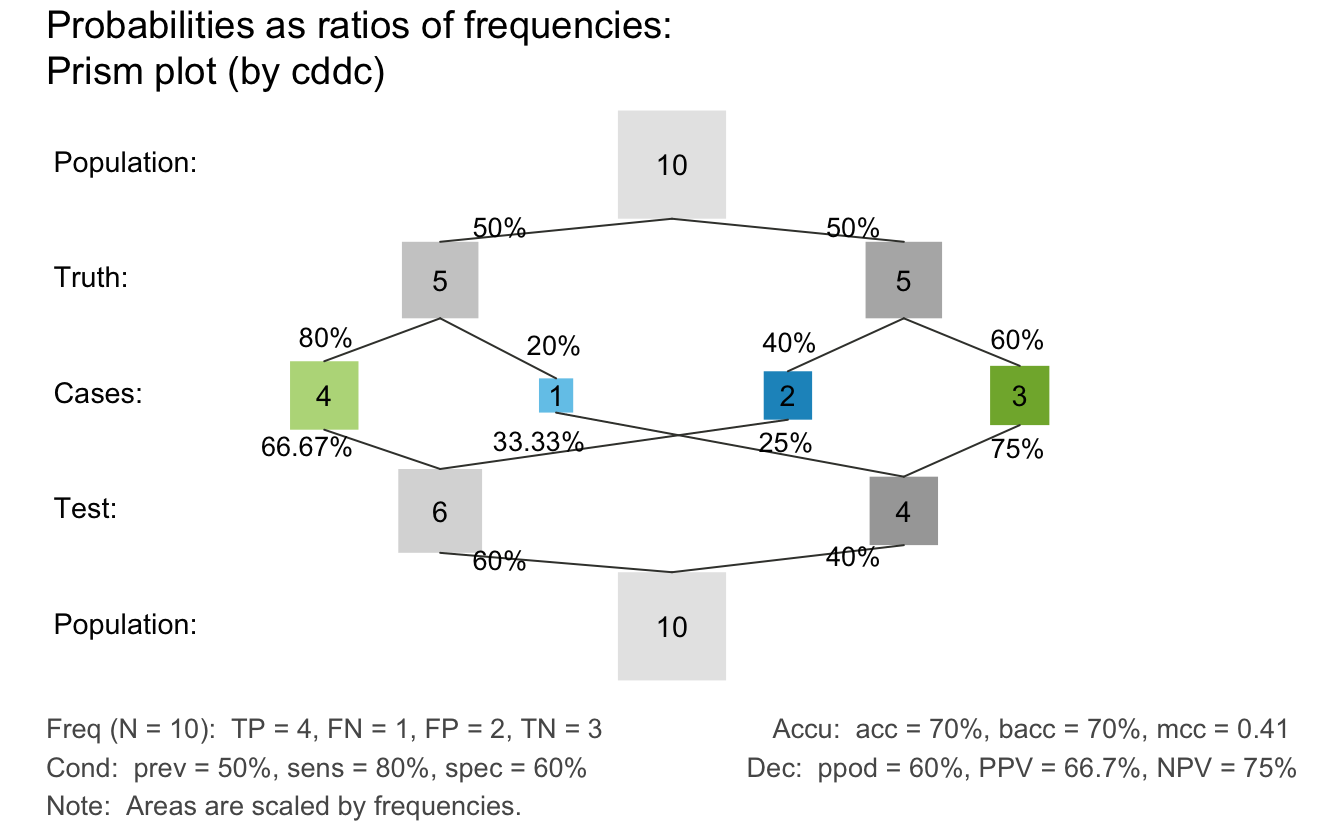 Probabilities as ratios of frequencies:
Prism plot (by cddc)
Population:
10
50%
50%
Truth:
5
5
80%
20%
40%
60%
Cases:
4
1
2
3
66.67%
33.33%
25%
75%
Test:
6
4
60%
40%
Population:
10
Freq (N = 10):  TP = 4, FN = 1, FP = 2, TN = 3
Accu:  acc = 70%, bacc = 70%, mcc = 0.41
Cond:  prev = 50%, sens = 80%, spec = 60%
Dec:  ppod = 60%, PPV = 66.7%, NPV = 75%
Note:  Areas are scaled by frequencies.